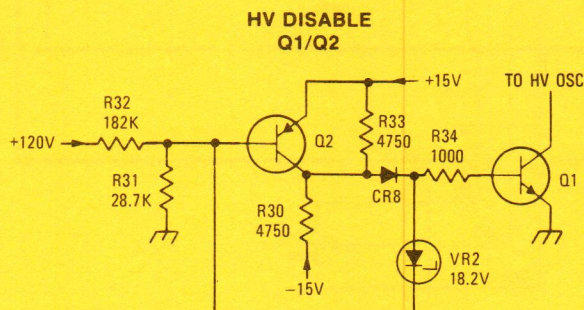 HV DISABLE
Q1/Q2
+15V
TO HV OSC
R32
182K
+120V
Q2
R33
4750
R34
1000
R31
28.7K
CR8
Q1
R30
4750
VR2
18.2V
−15V